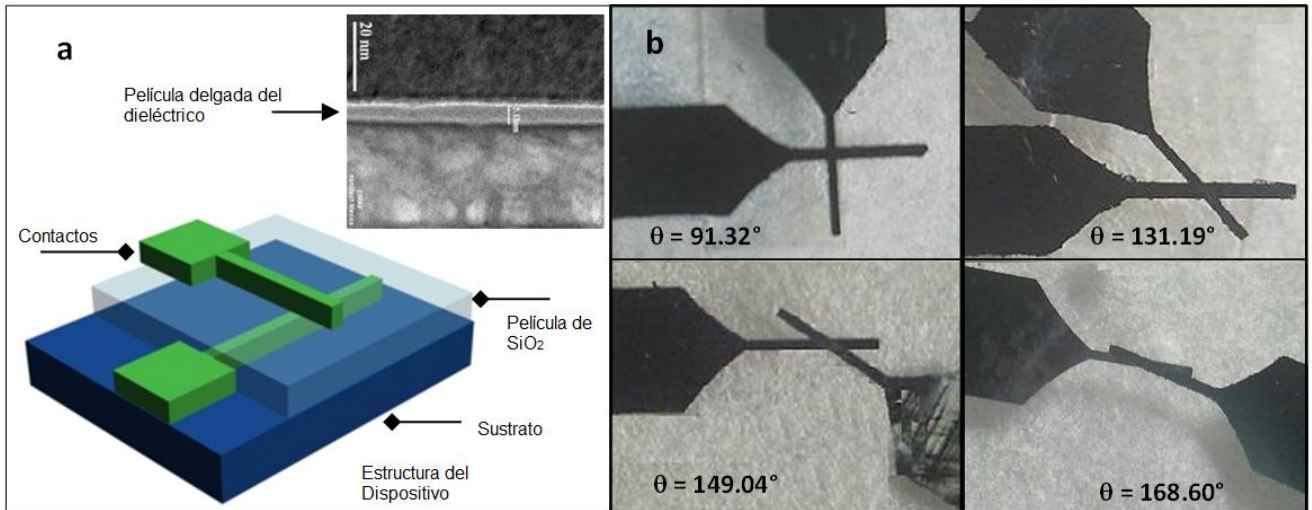 a
20 nm
Película delgada del
dieléctrico
Contactos
Película de
SiO₂
Sustrato
Estructura del
Dispositivo
b
θ = 91.32°
θ = 131.19°
θ = 149.04°
θ = 168.60°